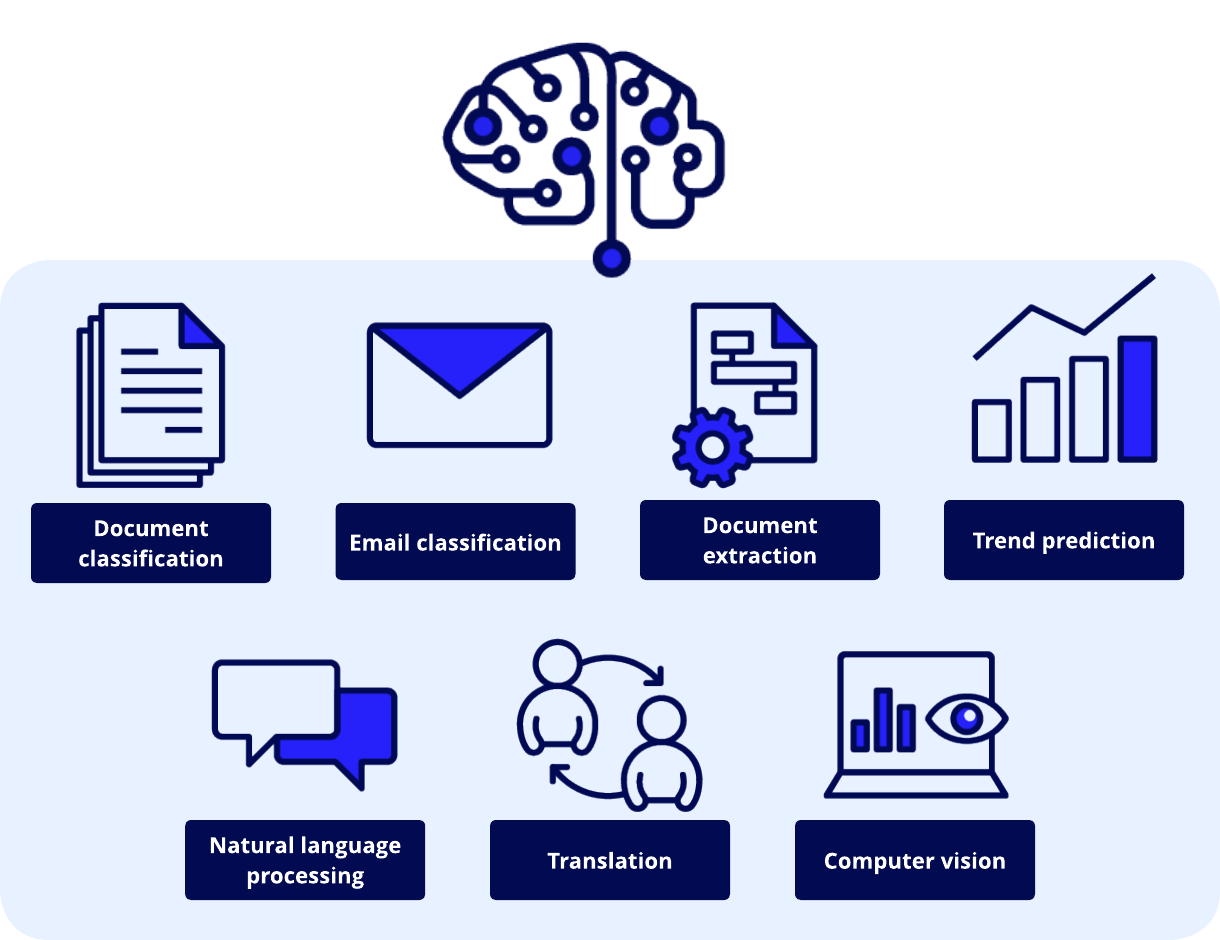 Document
classification
Email classification
Document
extraction
Trend prediction
Natural language
processing
Translation
Computer vision